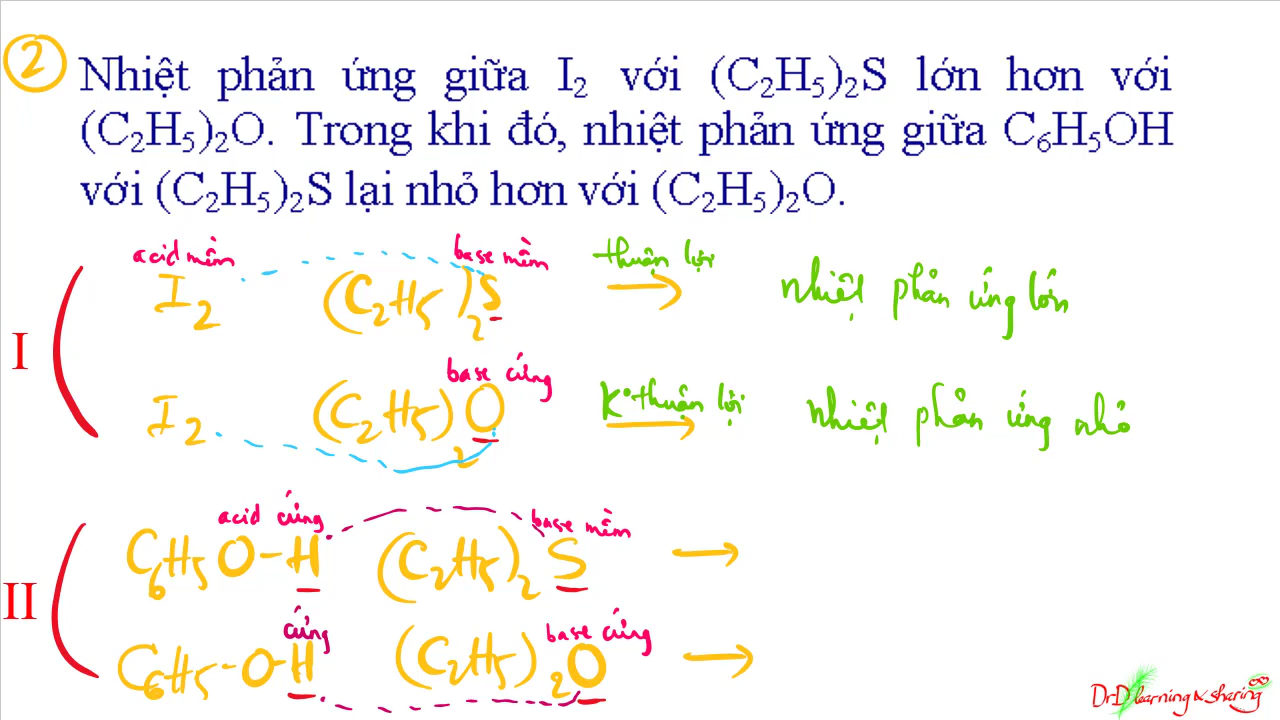 ② Nhiệt phản ứng giữa I₂ với (C₂H₅)₂S lớn hơn với
(C₂H₅)₂O. Trong khi đó, nhiệt phản ứng giữa C₆H₅OH
với (C₂H₅)₂S lại nhỏ hơn với (C₂H₅)₂O.
acid mềm base mềm thuận lợi
I₂ (C₂H₅)₂S → nhiệt phản ứng lớn
I
base cứng K° thuận lợi
I₂ (C₂H₅)₂O → nhiệt phản ứng nhỏ
acid cứng base mềm
C₆H₅O-H (C₂H₅)₂S →
II
cứng base cứng
C₆H₅-O-H (C₂H₅)₂O →
DrD learning & sharing